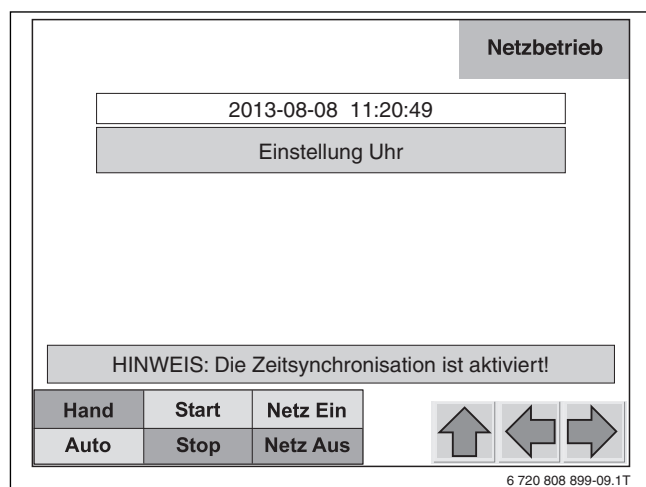 Netzbetrieb
2013-08-08 11:20:49
Einstellung Uhr
HINWEIS: Die Zeitsynchronisation ist aktiviert!
Hand Start Netz Ein
Auto Stop Netz Aus
6 720 808 899-09.1T